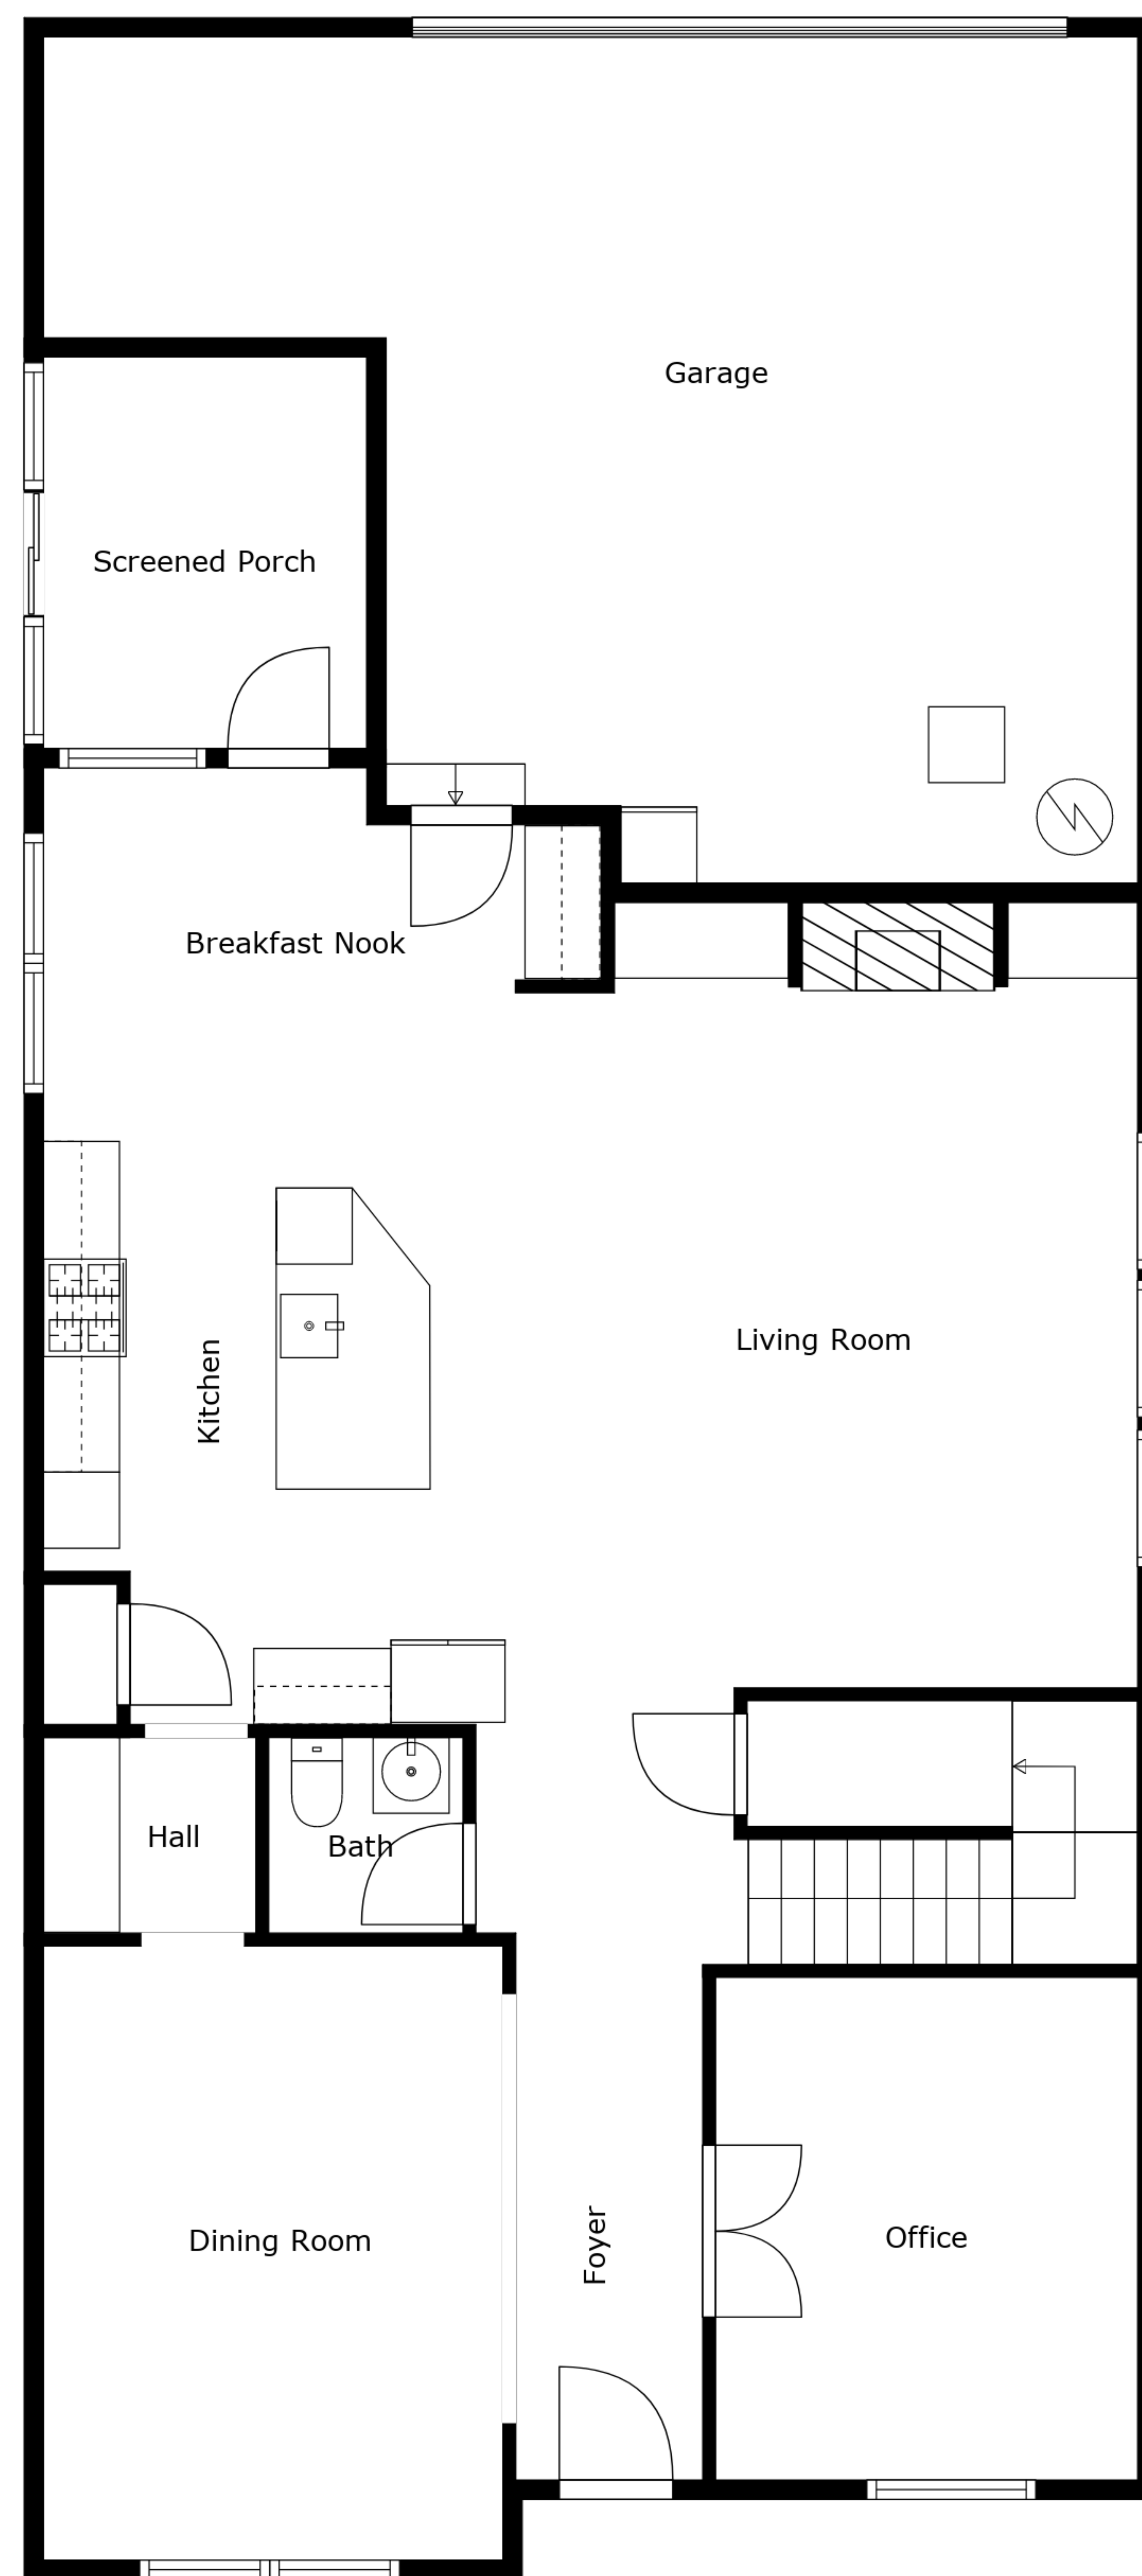 Garage
Screened Porch
Breakfast Nook
Living Room
Kitchen
Hall
Bath
Dining Room
Foyer
Office